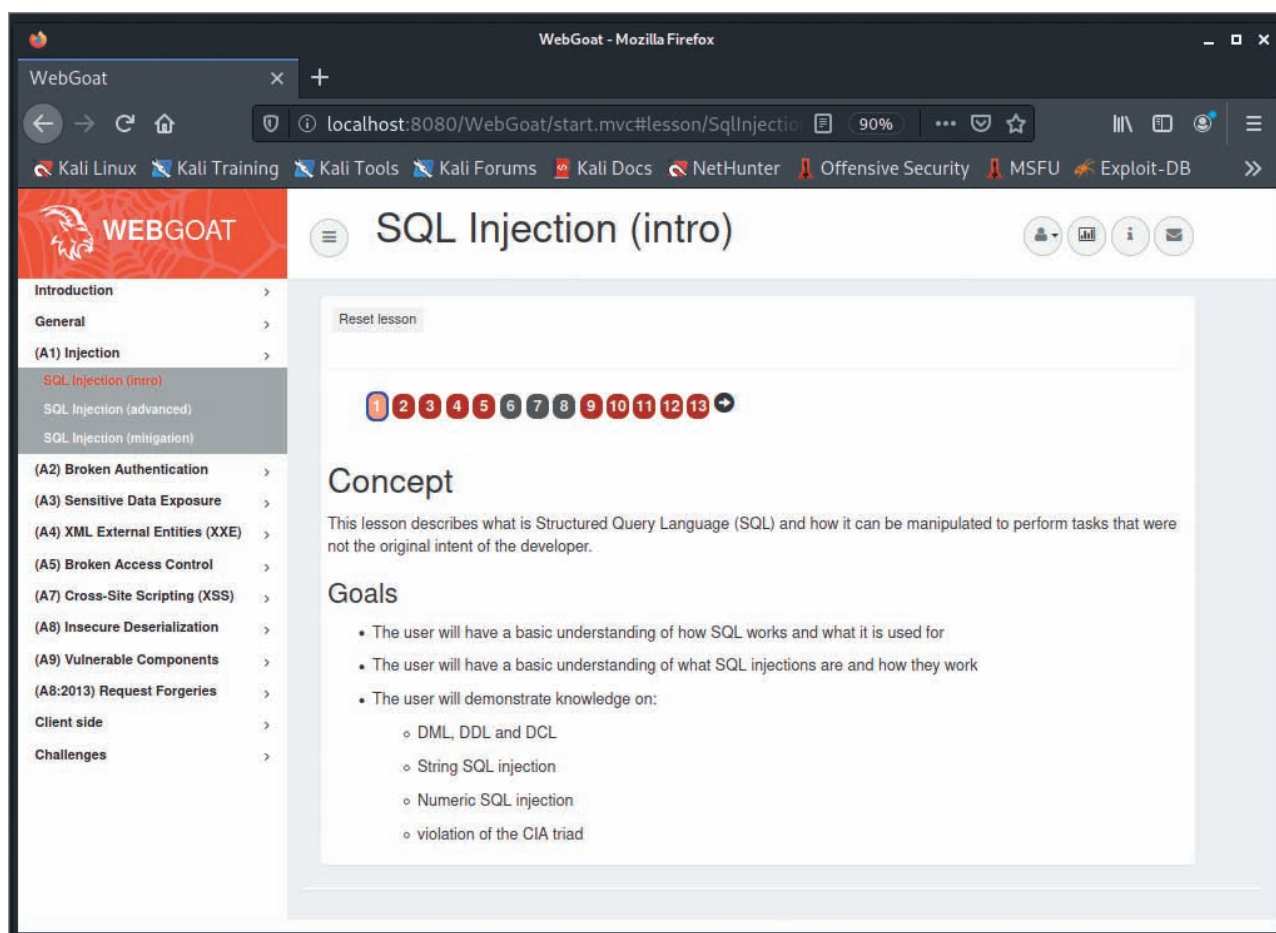 WebGoat - Mozilla Firefox
WebGoat
localhost:8080/WebGoat/start.mvc#lesson/SqlInjectio
90%
Kali Linux Kali Training Kali Tools Kali Forums Kali Docs NetHunter Offensive Security MSFU Exploit-DB
WEBGOAT
SQL Injection (intro)
Introduction
General
(A1) Injection
SQL Injection (intro)
SQL Injection (advanced)
SQL Injection (mitigation)
(A2) Broken Authentication
(A3) Sensitive Data Exposure
(A4) XML External Entities (XXE)
(A5) Broken Access Control
(A7) Cross-Site Scripting (XSS)
(A8) Insecure Deserialization
(A9) Vulnerable Components
(A8:2013) Request Forgeries
Client side
Challenges
Reset lesson
1 2 3 4 5 6 7 8 9 10 11 12 13
Concept
This lesson describes what is Structured Query Language (SQL) and how it can be manipulated to perform tasks that were
not the original intent of the developer.
Goals
• The user will have a basic understanding of how SQL works and what it is used for
• The user will have a basic understanding of what SQL injections are and how they work
• The user will demonstrate knowledge on:
◦ DML, DDL and DCL
◦ String SQL injection
◦ Numeric SQL injection
◦ violation of the CIA triad